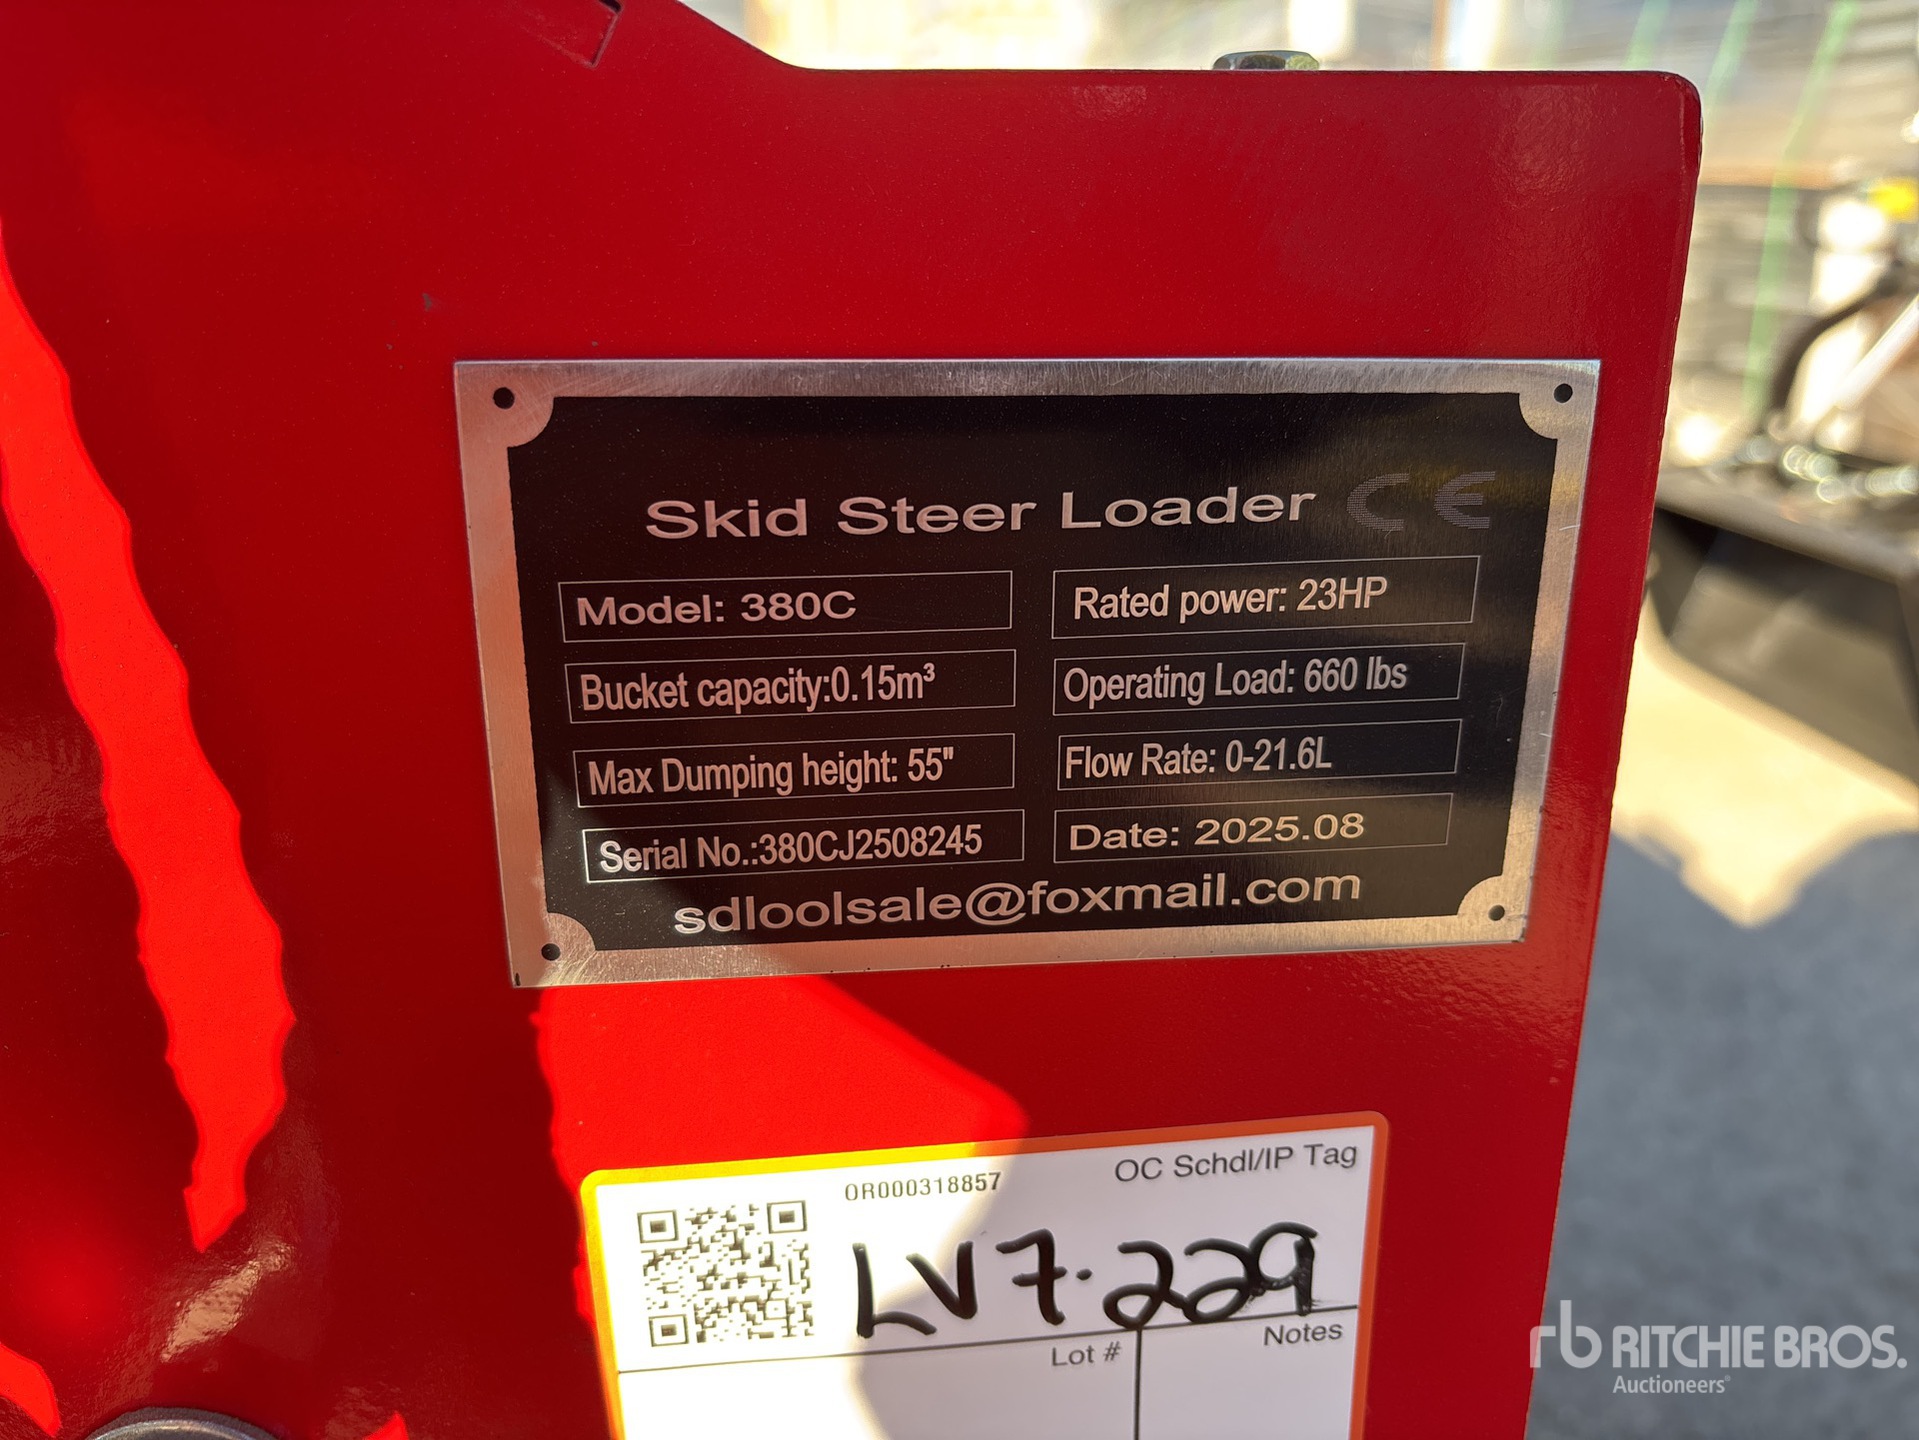 Skid Steer Loader CE
Model: 380C
Rated power: 23HP
Bucket capacity:0.15m³
Operating Load: 660 lbs
Max Dumping height: 55"
Flow Rate: 0-21.6L
Serial No.:380CJ2508245
Date: 2025.08
sdloolsale@foxmail.com
OR000318857
OC Schdl/IP Tag
LV7.229
Lot #
Notes
rb RITCHIE BROS.
Auctioneers®